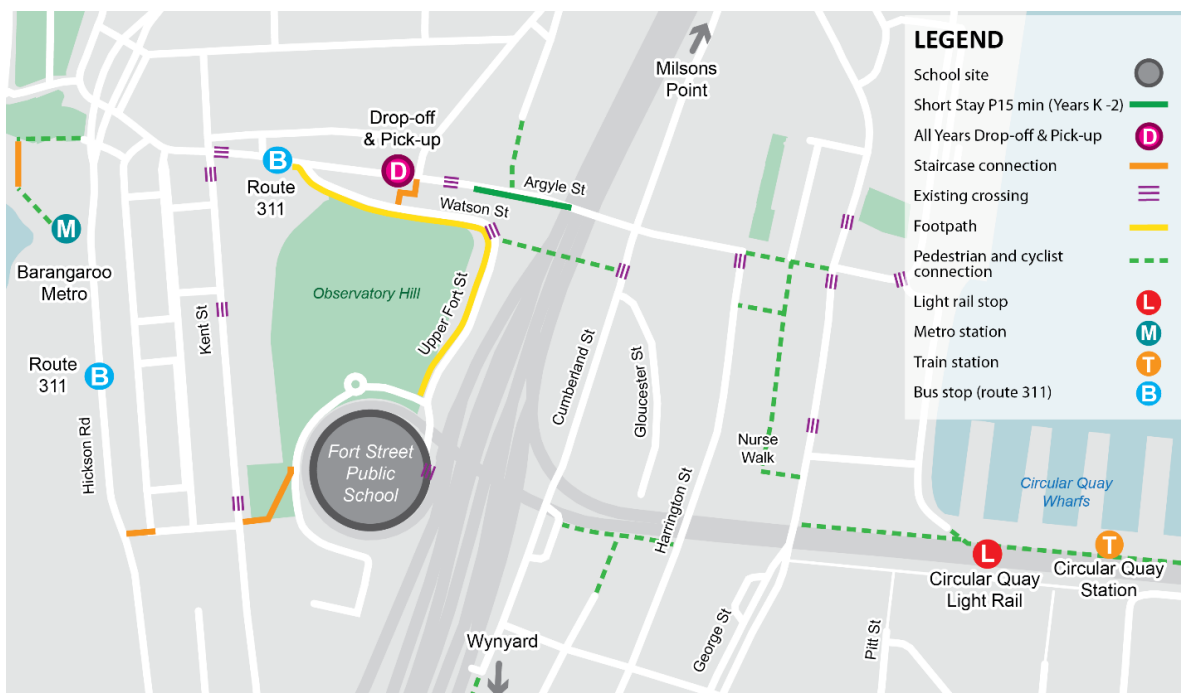 Milsons
Point
Drop-off
& Pick-up
D
B
Route
311
Argyle St
Watson St
M
Barangaroo
Metro
Observatory Hill
Upper Fort St
Kent St
Route
311
B
Hickson Rd
Cumberland St
Gloucester St
Fort Street
Public
School
Nurse
Walk
Harrington St
Circular Quay
Wharfs
L
Circular Quay
Light Rail
T
Circular Quay
Station
George St
Pitt St
Wynyard
LEGEND
School site
Short Stay P15 min (Years K -2)
All Years Drop-off & Pick-up
D
Staircase connection
Existing crossing
Footpath
Pedestrian and cyclist
connection
Light rail stop
L
Metro station
M
Train station
T
Bus stop (route 311)
B